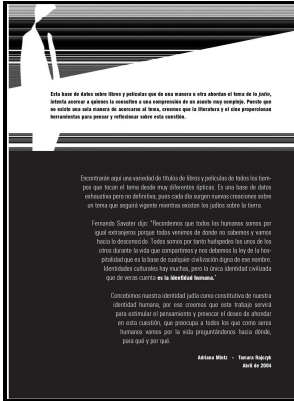 Esta base de datos sobre libros y películas que de una manera u otra abordan el tema de lo judío,
intenta acercar a quienes la consulten a una comprensión de un asunto muy complejo. Puesto que
no existe una sola manera de acercarse al tema, creemos que la literatura y el cine proporcionan
herramientas para pensar y reflexionar sobre esta cuestión.
Encontrarán aquí una variedad de títulos de libros y películas de todos los tiem-
pos que tocan el tema desde muy diferentes ópticas. Es una base de datos
exhaustiva pero no definitiva, pues cada día surgen nuevas creaciones sobre
un tema que seguirá vigente mientras existan los judíos sobre la tierra.
Fernando Savater dijo: "Recordemos que todos los humanos somos por
igual extranjeros porque todos venimos de donde no sabemos y vamos
hacia lo desconocido. Todos somos por tanto huéspedes los unos de los
otros durante la vida que compartimos y nos debemos la ley de la hos-
pitalidad que es la base de cualquier civilización digna de ese nombre.
Identidades culturales hay muchas, pero la única identidad civilizada
que de veras cuenta es la identidad humana."
Concebimos nuestra identidad judía como constitutivo de nuestra
identidad humana, por eso creemos que este trabajo servirá
para estimular el pensamiento y provocar el deseo de ahondar
en esta cuestión, que preocupa a todos los que como seres
humanos vamos por la vida preguntándonos hacia dónde,
para qué y por qué.
Adriana Mintz - Tamara Rajczyk
Abril de 2004